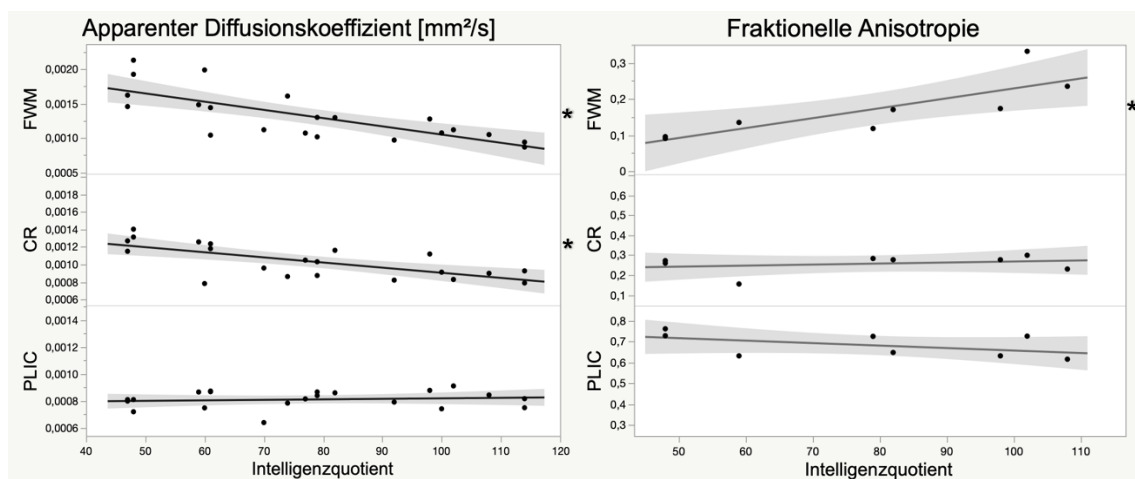 Apparenter Diffusionskoeffizient [mm²/s]
FWM
0,0020
0,0015
0,0010
0,0005
*
CR
0,0018
0,0016
0,0014
0,0012
0,0010
0,0008
0,0006
*
PLIC
0,0014
0,0012
0,0010
0,0008
0,0006
40 50 60 70 80 90 100 110 120
Intelligenzquotient
Fraktionelle Anisotropie
FWM
0,3
0,2
0,1
0
*
CR
0,6
0,5
0,4
0,3
0,2
0,1
PLIC
0,8
0,7
0,6
0,5
0,4
0,3
50 60 70 80 90 100 110
Intelligenzquotient